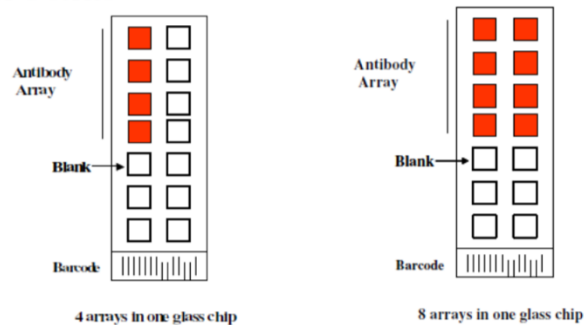 Antibody
Array
Blank
Barcode
4 arrays in one glass chip
Antibody
Array
Blank
Barcode
8 arrays in one glass chip